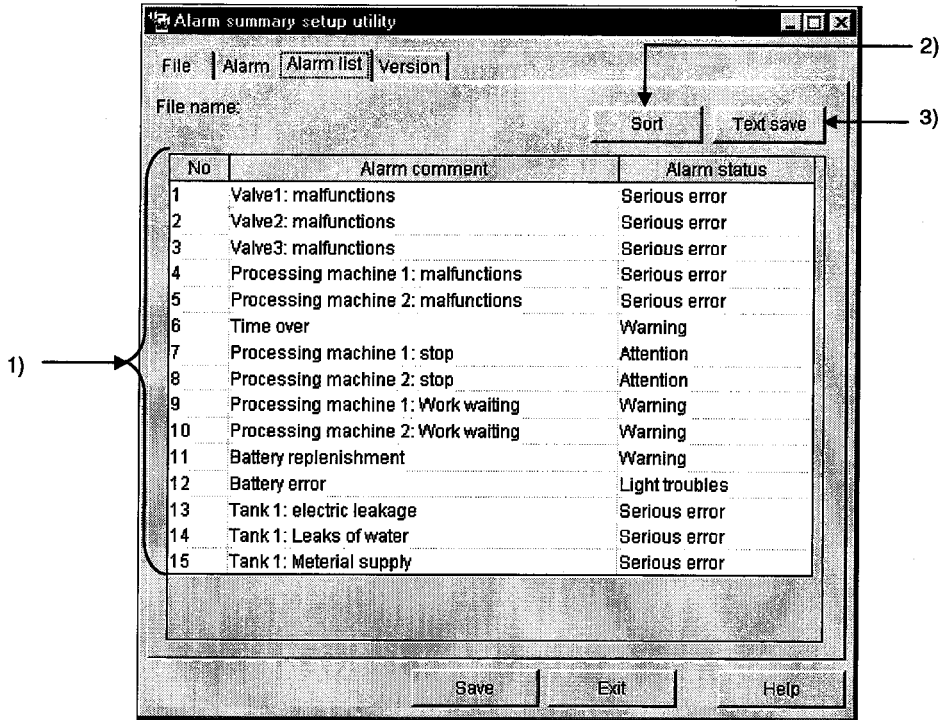 Alarm summary setup utility
File Alarm Alarm list Version
2)
File name:
Sort Text save
3)
No Alarm comment Alarm status
1 Valve1: malfunctions Serious error
2 Valve2: malfunctions Serious error
3 Valve3: malfunctions Serious error
4 Processing machine 1: malfunctions Serious error
5 Processing machine 2: malfunctions Serious error
6 Time over Warning
1)
7 Processing machine 1: stop Attention
8 Processing machine 2: stop Attention
9 Processing machine 1: Work waiting Warning
10 Processing machine 2: Work waiting Warning
11 Battery replenishment Warning
12 Battery error Light troubles
13 Tank 1: electric leakage Serious error
14 Tank 1: Leaks of water Serious error
15 Tank 1: Meterial supply Serious error
Save Exit Help